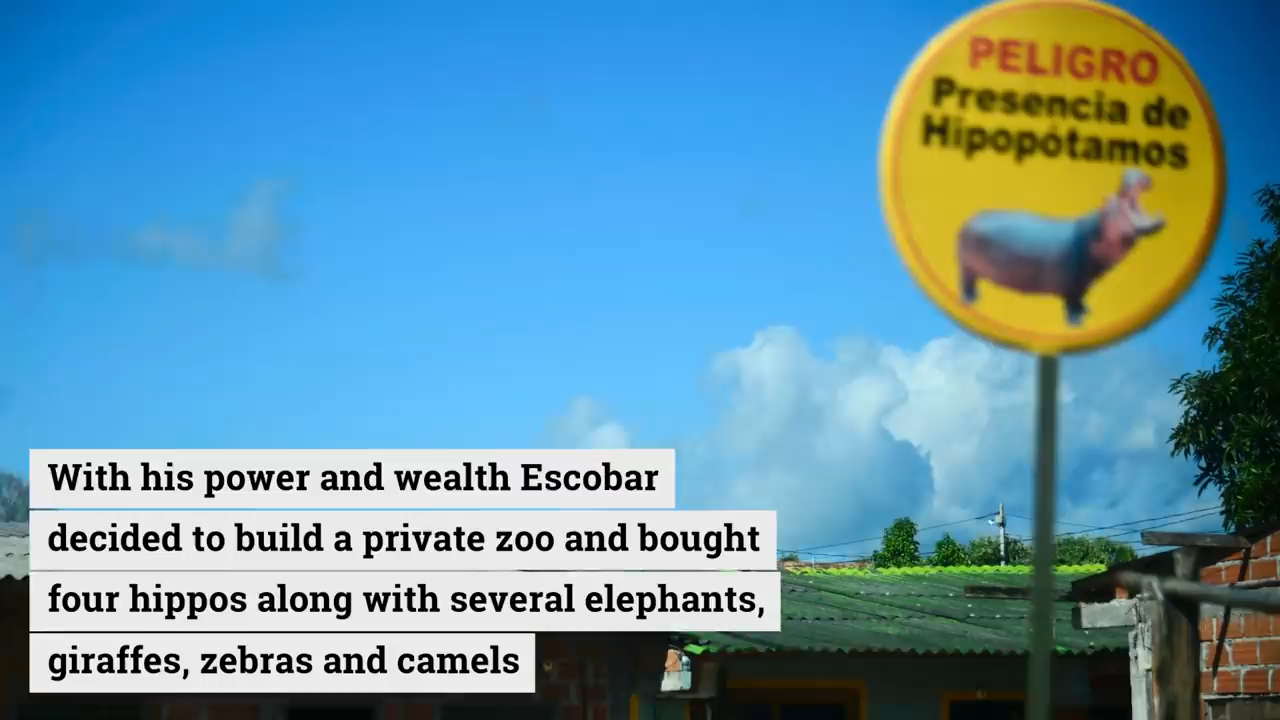 PELIGRO
Presencia de
Hipopótamos
With his power and wealth Escobar
decided to build a private zoo and bought
four hippos along with several elephants,
giraffes, zebras and camels